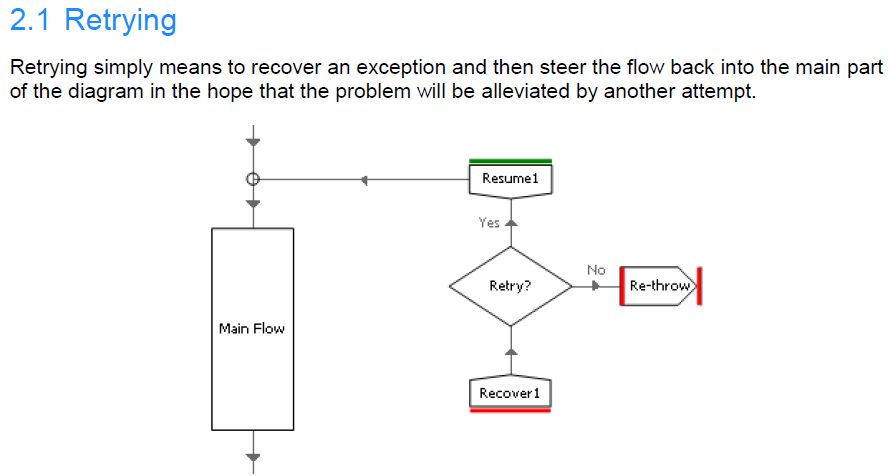 2.1 Retrying
Retrying simply means to recover an exception and then steer the flow back into the main part
of the diagram in the hope that the problem will be alleviated by another attempt.
Resume1
Yes
No
Retry?
Re-throw
Main Flow
Recover1